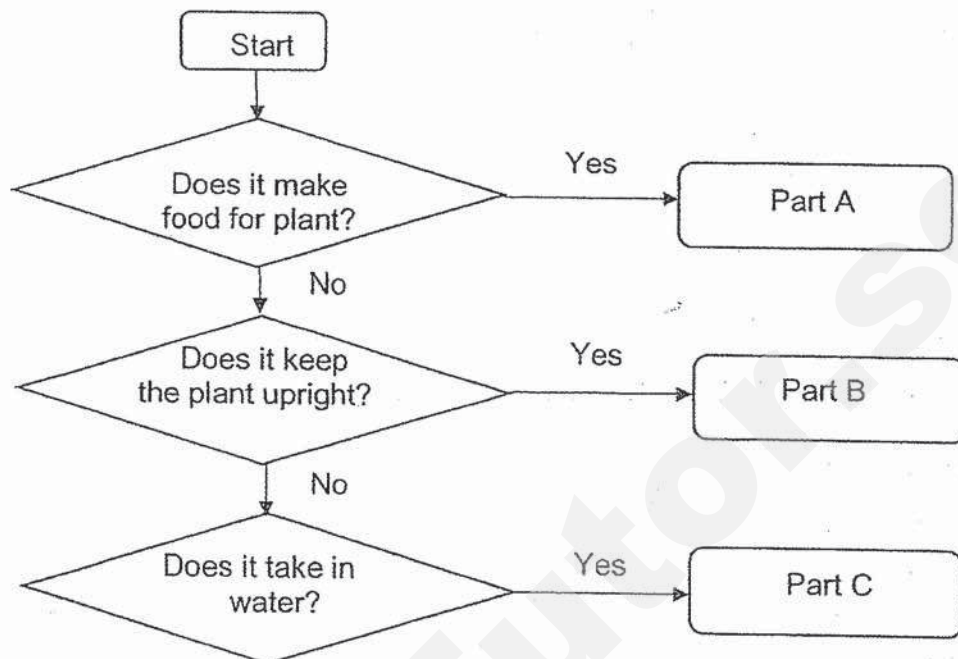 Start
Does it make
food for plant?
Yes
Part A
No
Does it keep
the plant upright?
Yes
Part B
No
Does it take in
water?
Yes
Part C